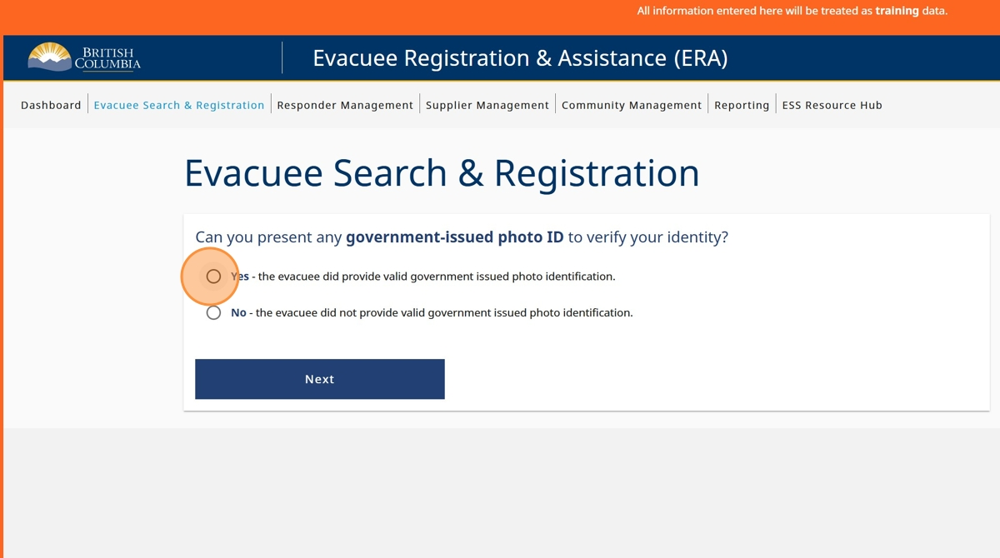 All information entered here will be treated as training data.
BRITISH
COLUMBIA
Evacuee Registration & Assistance (ERA)
Dashboard Evacuee Search & Registration Responder Management Supplier Management Community Management Reporting ESS Resource Hub
Evacuee Search & Registration
Can you present any government-issued photo ID to verify your identity?
Yes - the evacuee did provide valid government issued photo identification.
No - the evacuee did not provide valid government issued photo identification.
Next